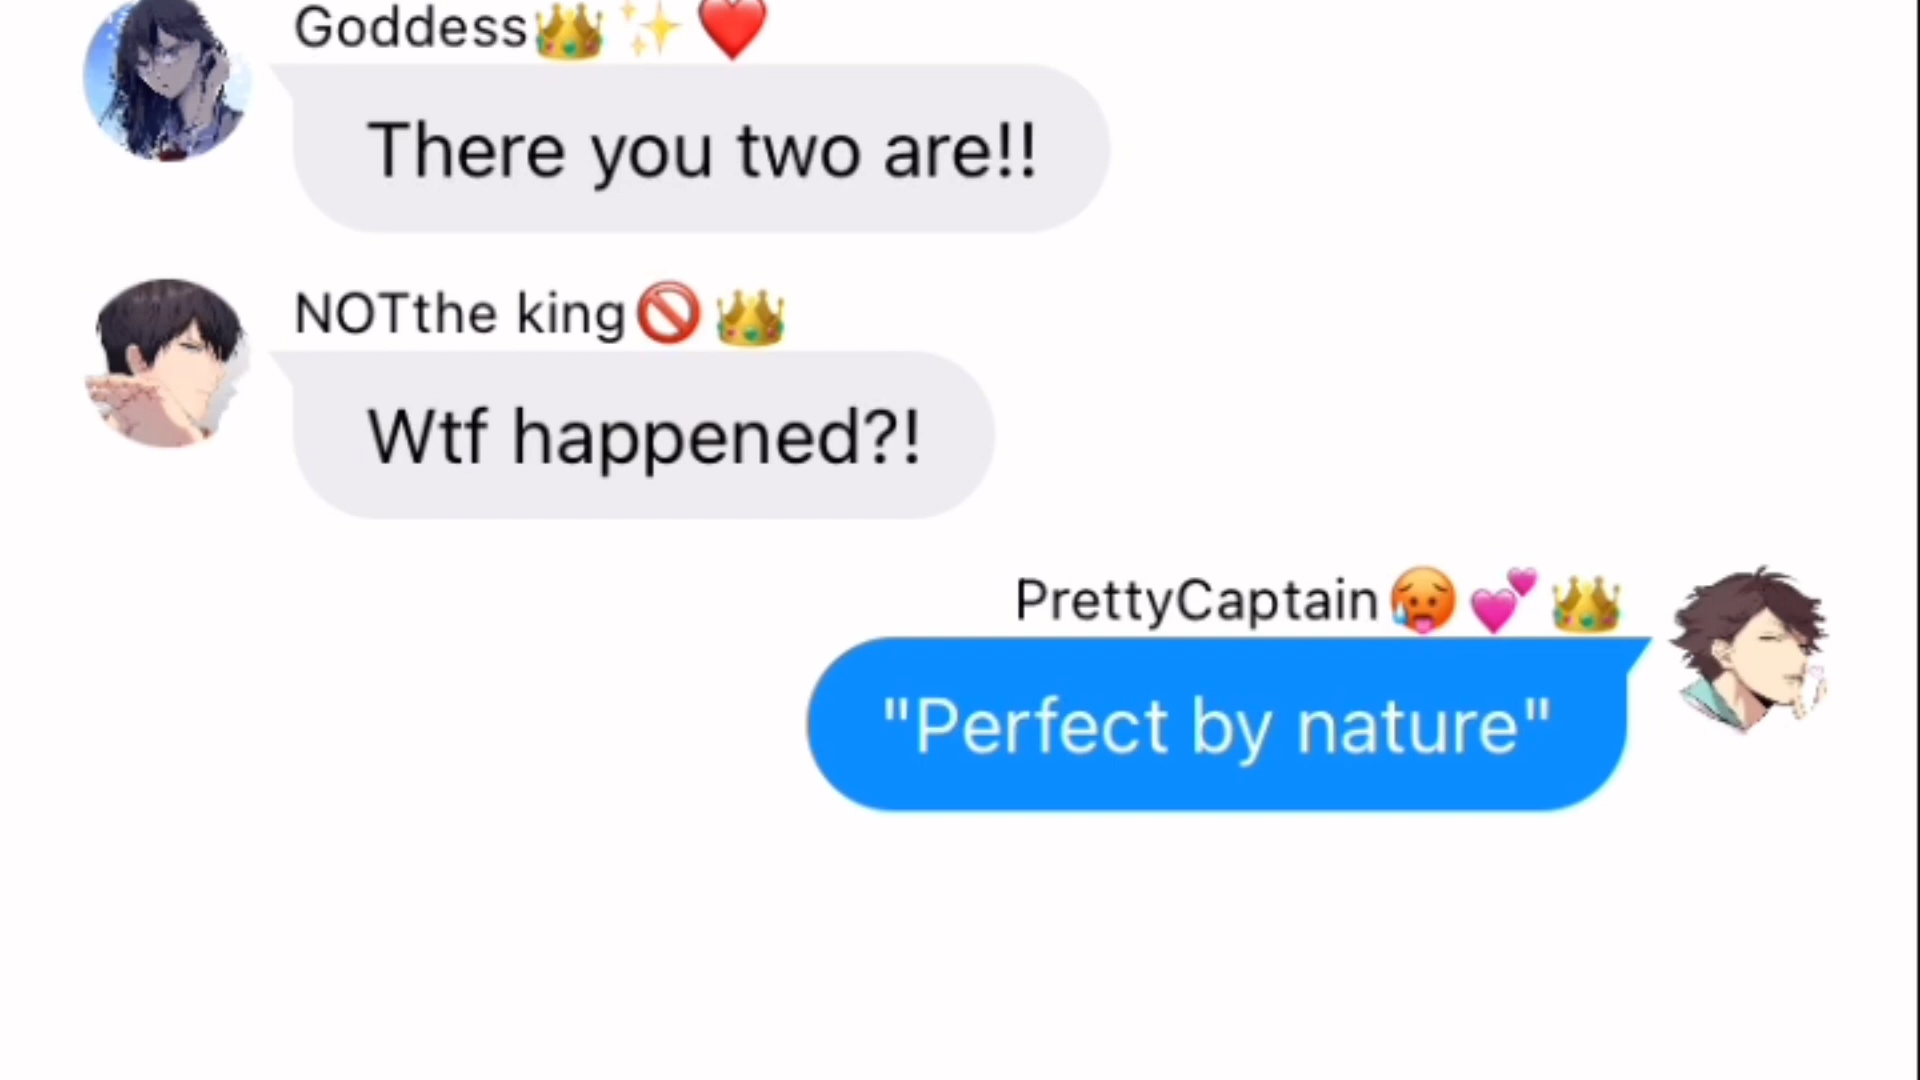 Goddess👑✨❤️
There you two are!!
NOTthe king🚫👑
Wtf happened?!
PrettyCaptain🥵💕👑
"Perfect by nature"